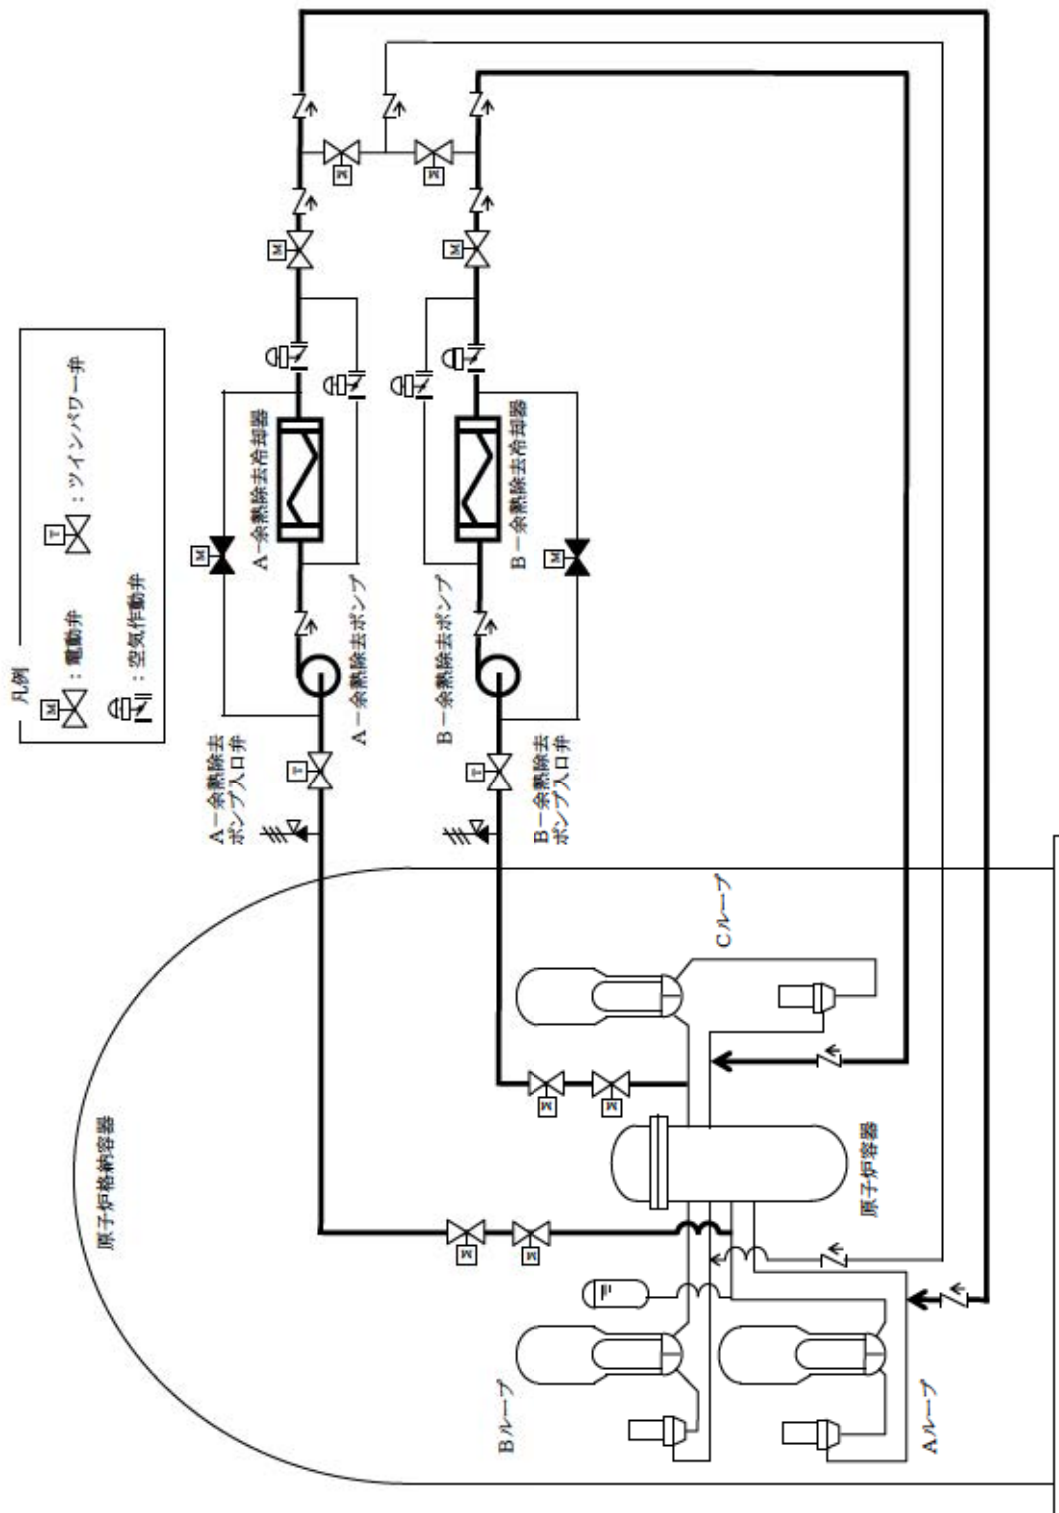 凡例
M
：電動弁
T
：ツインパワー弁
：空気作動弁
原子炉格納容器
A－余熱除去
ポンプ入口弁
A－余熱除去ポンプ
A－余熱除去冷却器
B－余熱除去ポンプ
B－余熱除去冷却器
B－余熱除去
ポンプ入口弁
M
M
M
M
M
M
T
T
M
M
M
M
Cループ
原子炉容器
Bループ
Aループ